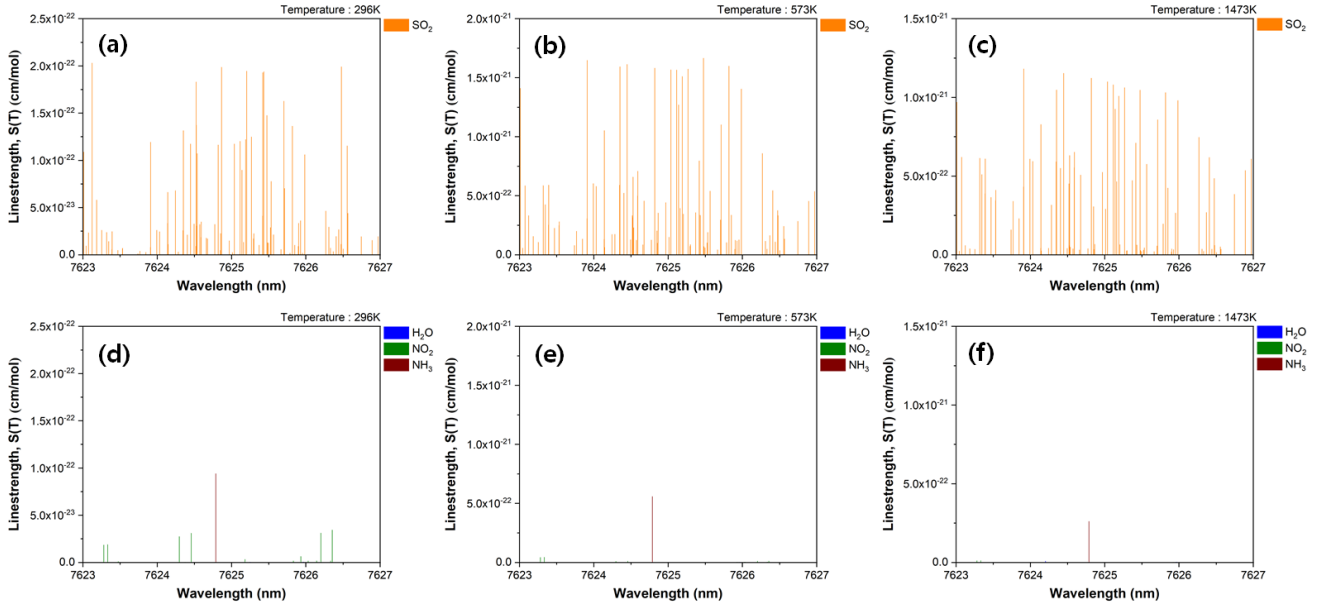 Temperature : 296K
(a)
SO₂
2.5x10⁻²²
2.0x10⁻²²
1.5x10⁻²²
1.0x10⁻²²
5.0x10⁻²³
0.0
Linestrength, S(T) (cm/mol)
7623 7624 7625 7626 7627
Wavelength (nm)
Temperature : 573K
(b)
SO₂
2.0x10⁻²¹
1.5x10⁻²¹
1.0x10⁻²¹
5.0x10⁻²²
0.0
Linestrength, S(T) (cm/mol)
7623 7624 7625 7626 7627
Wavelength (nm)
Temperature : 1473K
(c)
SO₂
1.5x10⁻²¹
1.0x10⁻²¹
5.0x10⁻²²
0.0
Linestrength, S(T) (cm/mol)
7623 7624 7625 7626 7627
Wavelength (nm)
Temperature : 296K
(d)
H₂O
NO₂
NH₃
2.5x10⁻²²
2.0x10⁻²²
1.5x10⁻²²
1.0x10⁻²²
5.0x10⁻²³
0.0
Linestrength, S(T) (cm/mol)
7623 7624 7625 7626 7627
Wavelength (nm)
Temperature : 573K
(e)
H₂O
NO₂
NH₃
2.0x10⁻²¹
1.5x10⁻²¹
1.0x10⁻²¹
5.0x10⁻²²
0.0
Linestrength, S(T) (cm/mol)
7623 7624 7625 7626 7627
Wavelength (nm)
Temperature : 1473K
(f)
H₂O
NO₂
NH₃
1.5x10⁻²¹
1.0x10⁻²¹
5.0x10⁻²²
0.0
Linestrength, S(T) (cm/mol)
7623 7624 7625 7626 7627
Wavelength (nm)